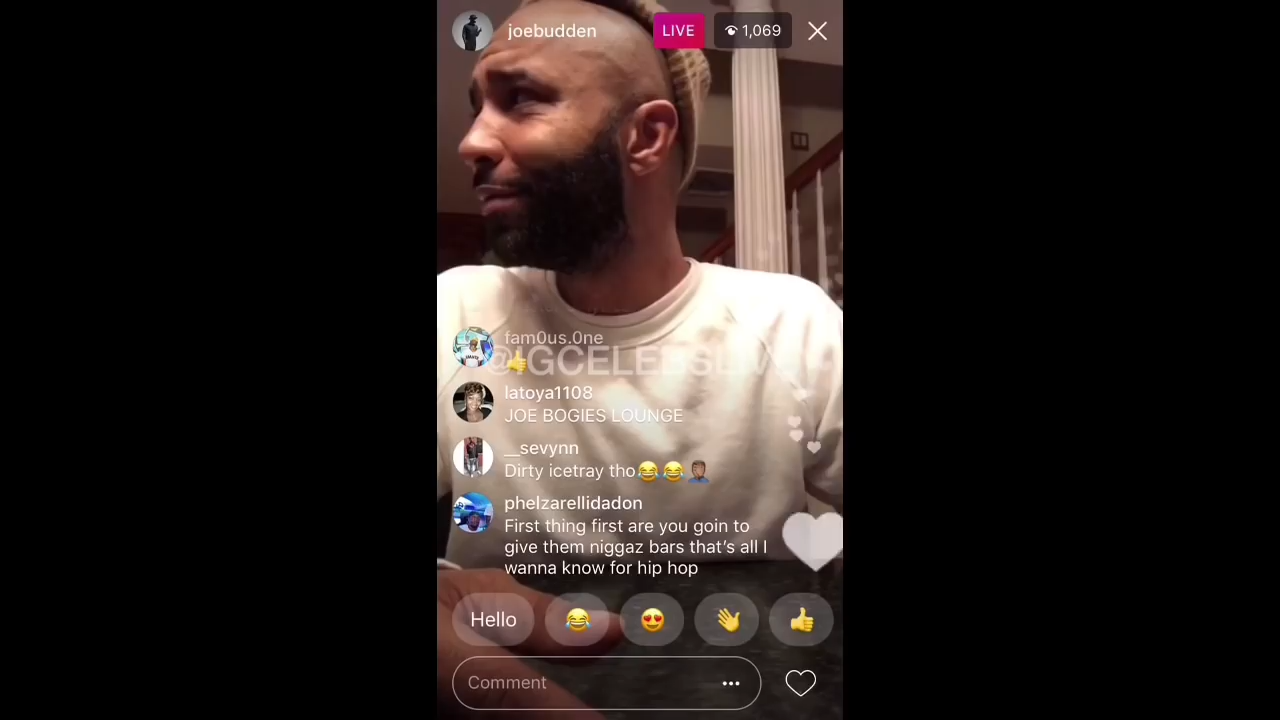 joebudden
LIVE
1,069
fam0us.0ne
@IGCELEBSLIVE
latoya1108
JOE BOGIES LOUNGE
__sevynn
Dirty icetray tho😂😂🤦🏽‍♂️
phelzarellidadon
First thing first are you goin to
give them niggaz bars that’s all I
wanna know for hip hop
Hello
Comment